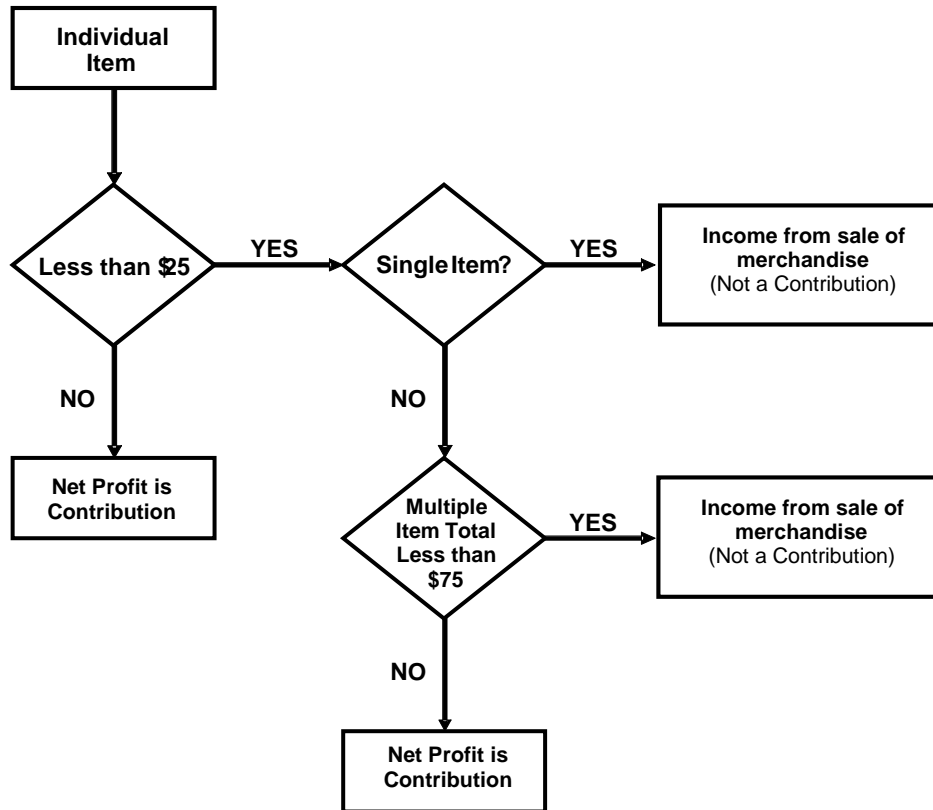 Individual
Item
Less than $25
YES
Single Item?
YES
Income from sale of
merchandise
(Not a Contribution)
NO
NO
Net Profit is
Contribution
Multiple
Item Total
Less than
$75
YES
Income from sale of
merchandise
(Not a Contribution)
NO
Net Profit is
Contribution